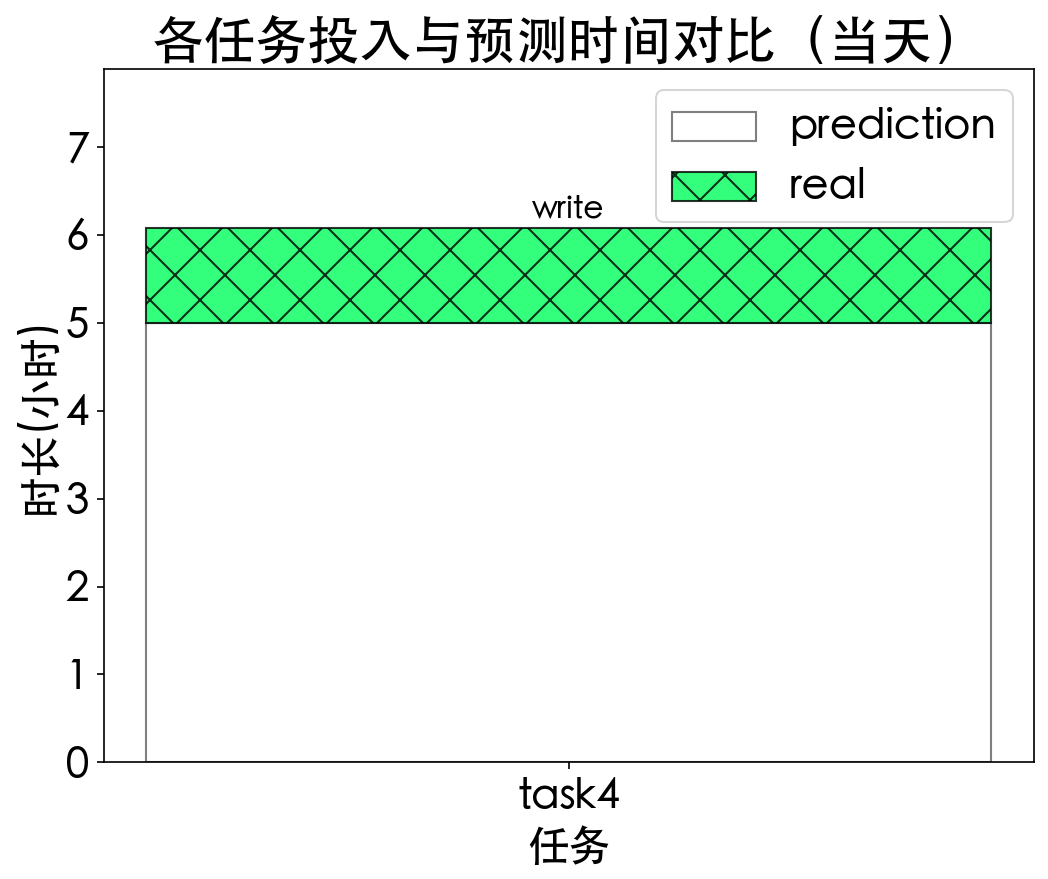 各任务投入与预测时间对比（当天）
prediction
real
write
7
6
5
4
3
2
1
0
时长(小时)
task4
任务